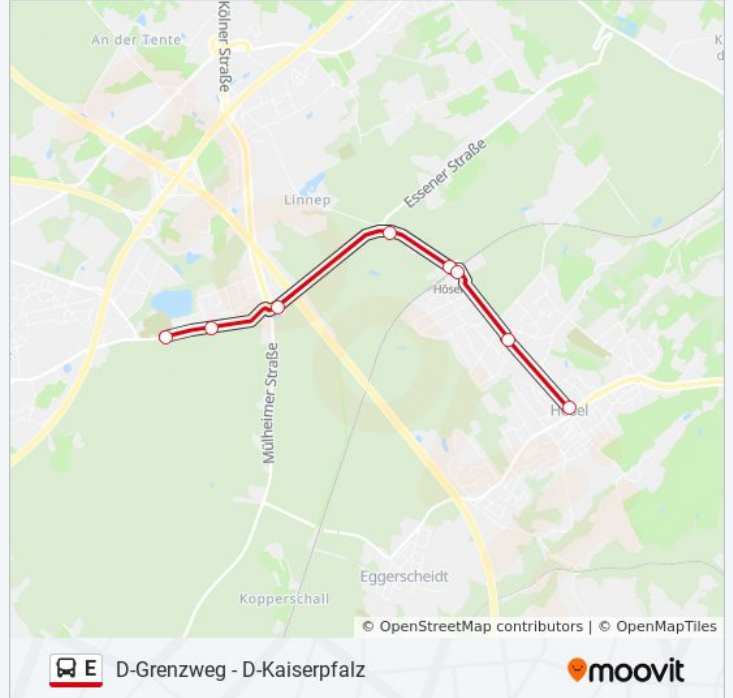 An der Tente
Kölner Straße
K
d
Essener Straße
Linnep
Hösel
Mülheimer Straße
Eggerscheidt
Kopperschall
© OpenStreetMap contributors | © OpenMapTiles
E D-Grenzweg - D-Kaiserpfalz
moovit